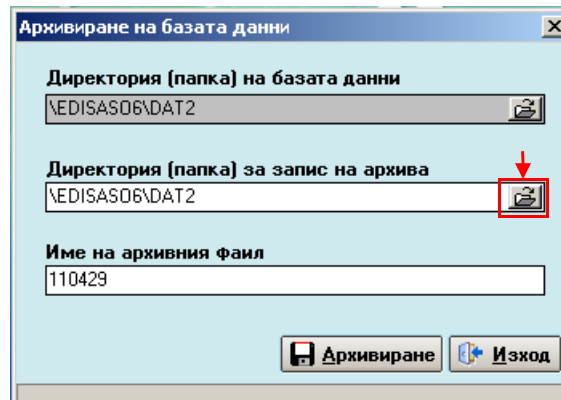 Архивиране на базата данни
Директория (папка) на базата данни
\EDISASO6\DAT2
Директория (папка) за запис на архива
\EDISASO6\DAT2
Име на архивния фаил
110429
Архивиране
Изход